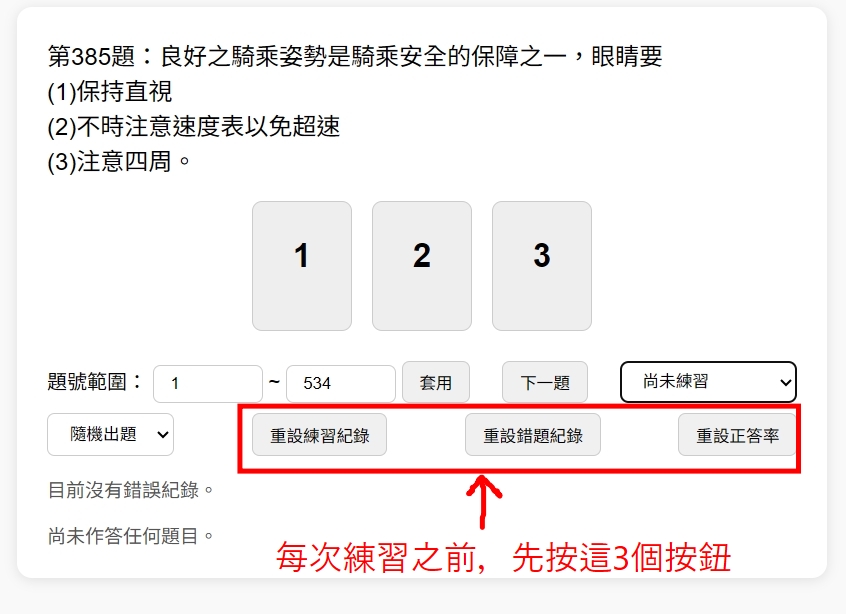 第385題：良好之騎乘姿勢是騎乘安全的保障之一，眼睛要
(1)保持直視
(2)不時注意速度表以免超速
(3)注意四周。
1 2 3
題號範圍： 1 ~ 534 套用 下一題 尚未練習
隨機出題 重設練習紀錄 重設錯題紀錄 重設正答率
目前沒有錯誤紀錄。
尚未作答任何題目。
每次練習之前，先按這3個按鈕